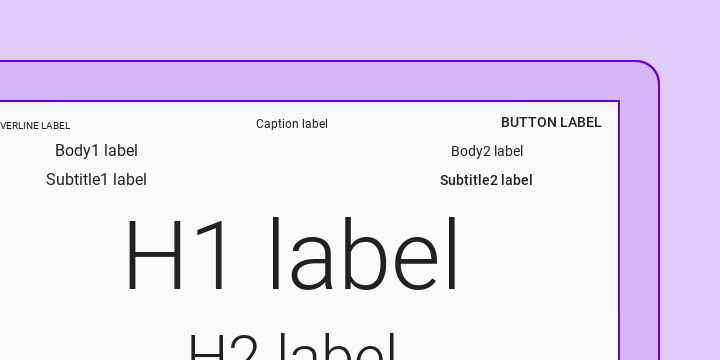 VERLINE LABEL Caption label BUTTON LABEL
Body1 label Body2 label
Subtitle1 label Subtitle2 label
H1 label
H2 label